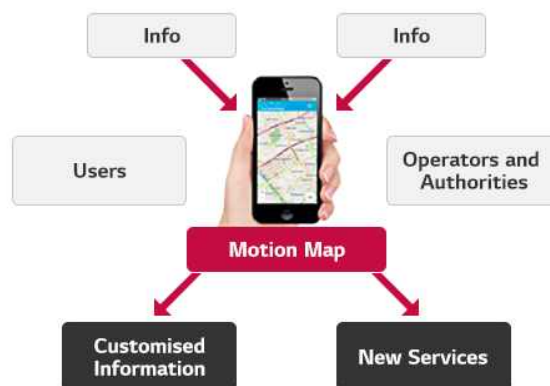 Info
Info
Users
Operators and
Authorities
Motion Map
Customised
Information
New Services